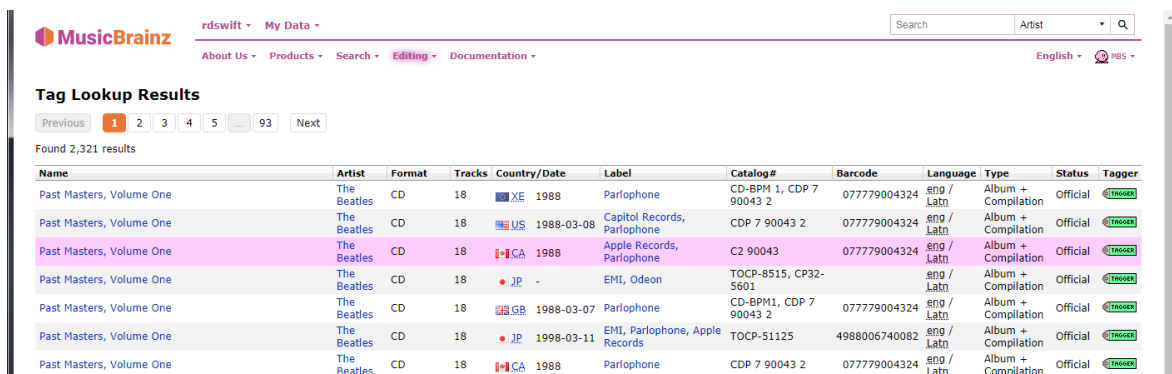 MusicBrainz
rdswift ▾ My Data ▾
Search Artist
About Us ▾ Products ▾ Search ▾ Editing ▾ Documentation ▾
English ▾ MBS ▾
Tag Lookup Results
Previous 1 2 3 4 5 ... 93 Next
Found 2,321 results
Name Artist Format Tracks Country/Date Label Catalog# Barcode Language Type Status Tagger
Past Masters, Volume One The Beatles CD 18 XE 1988 Parlophone CD-BPM 1, CDP 7 90043 2 077779004324 eng / Latn Album + Compilation Official TAGGER
Past Masters, Volume One The Beatles CD 18 US 1988-03-08 Capitol Records, Parlophone CDP 7 90043 2 077779004324 eng / Latn Album + Compilation Official TAGGER
Past Masters, Volume One The Beatles CD 18 CA 1988 Apple Records, Parlophone C2 90043 077779004324 eng / Latn Album + Compilation Official TAGGER
Past Masters, Volume One The Beatles CD 18 JP - EMI, Odeon TOCP-8515, CP32-5601 eng / Latn Album + Compilation Official TAGGER
Past Masters, Volume One The Beatles CD 18 GB 1988-03-07 Parlophone CD-BPM1, CDP 7 90043 2 077779004324 eng / Latn Album + Compilation Official TAGGER
Past Masters, Volume One The Beatles CD 18 JP 1998-03-11 EMI, Parlophone, Apple Records TOCP-51125 4988006740082 eng / Latn Album + Compilation Official TAGGER
Past Masters, Volume One The Beatles CD 18 CA 1988 Parlophone CDP 7 90043 2 077779004324 eng / Latn Album + Compilation Official TAGGER